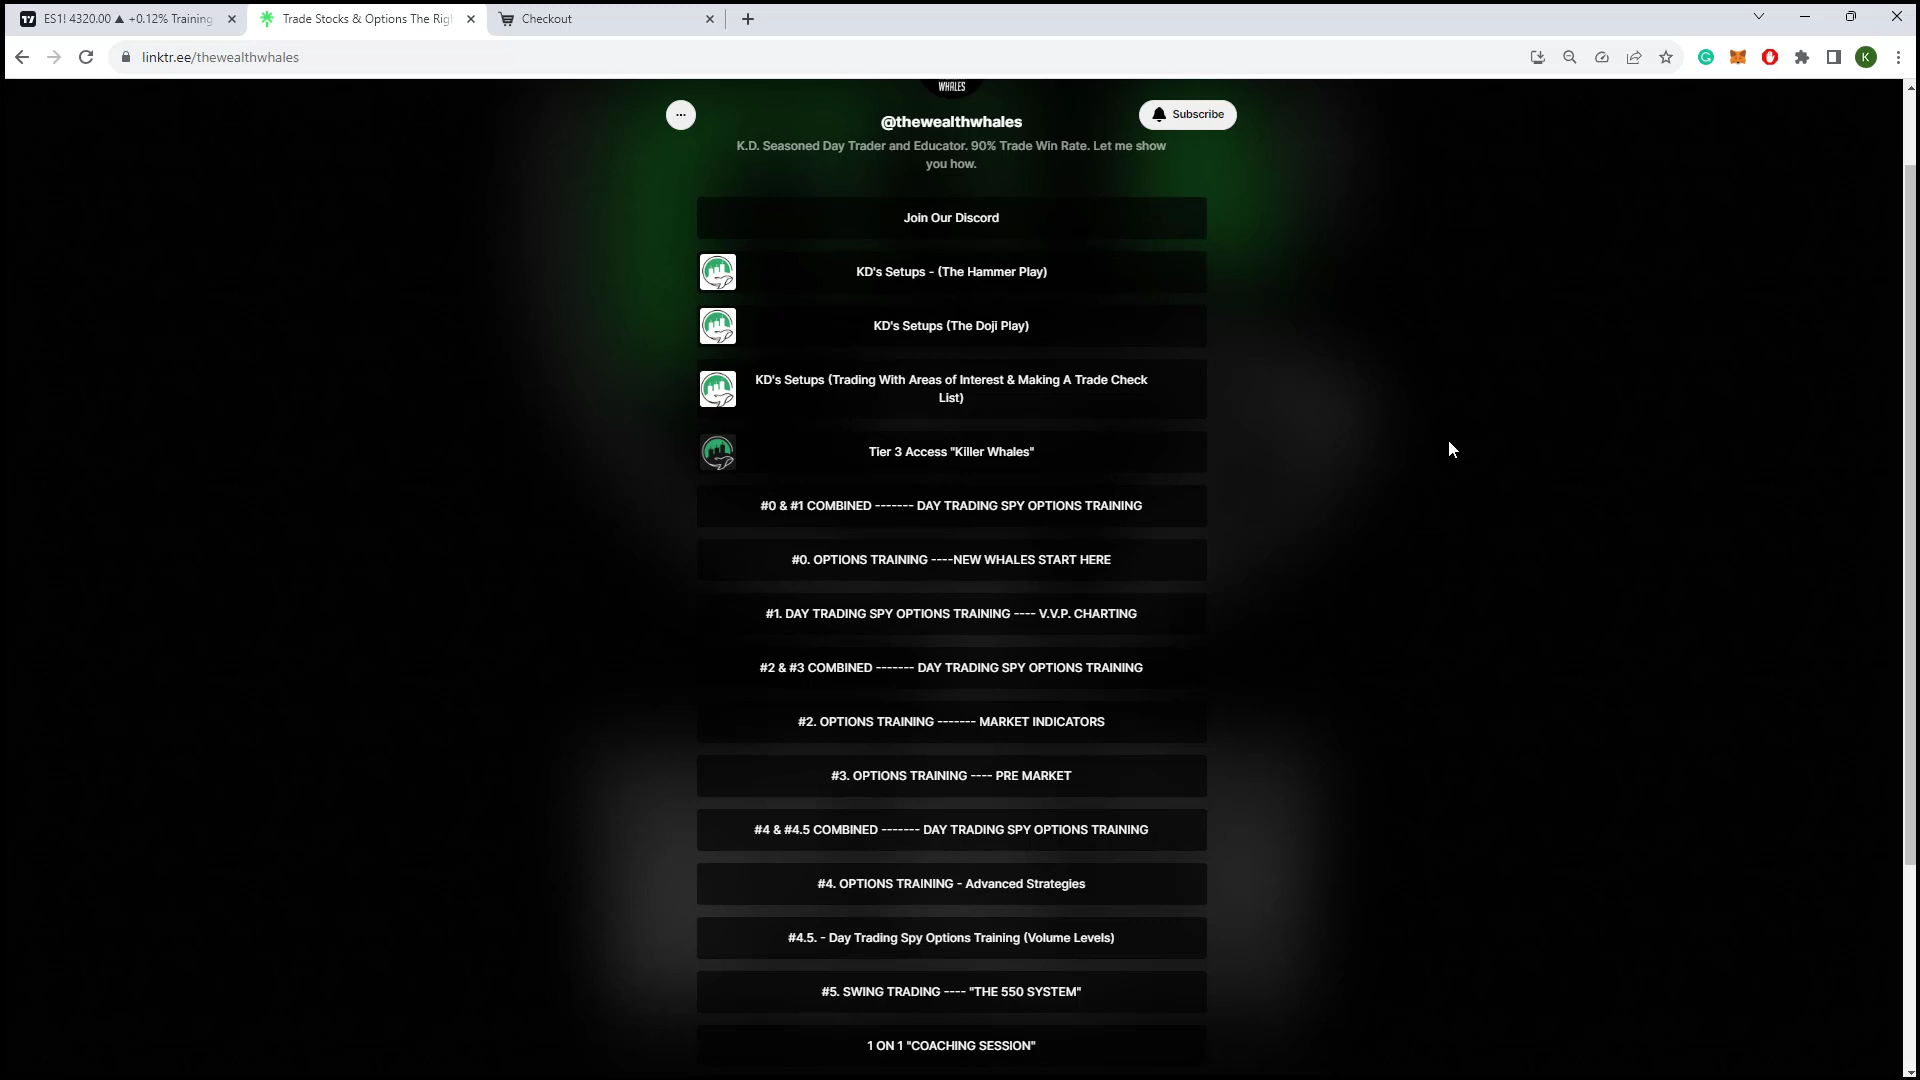 ES1! 4320.00 ▲ +0.12% Training
Trade Stocks & Options The Rig
Checkout
linktr.ee/thewealthwhales
K
WHALES
@thewealthwhales
Subscribe
K.D. Seasoned Day Trader and Educator. 90% Trade Win Rate. Let me show
you how.
Join Our Discord
KD's Setups - (The Hammer Play)
KD's Setups (The Doji Play)
KD's Setups (Trading With Areas of Interest & Making A Trade Check
List)
Tier 3 Access "Killer Whales"
#0 & #1 COMBINED ------- DAY TRADING SPY OPTIONS TRAINING
#0. OPTIONS TRAINING ----NEW WHALES START HERE
#1. DAY TRADING SPY OPTIONS TRAINING ---- V.V.P. CHARTING
#2 & #3 COMBINED ------- DAY TRADING SPY OPTIONS TRAINING
#2. OPTIONS TRAINING ------- MARKET INDICATORS
#3. OPTIONS TRAINING ---- PRE MARKET
#4 & #4.5 COMBINED ------- DAY TRADING SPY OPTIONS TRAINING
#4. OPTIONS TRAINING - Advanced Strategies
#4.5. - Day Trading Spy Options Training (Volume Levels)
#5. SWING TRADING ---- "THE 550 SYSTEM"
1 ON 1 "COACHING SESSION"